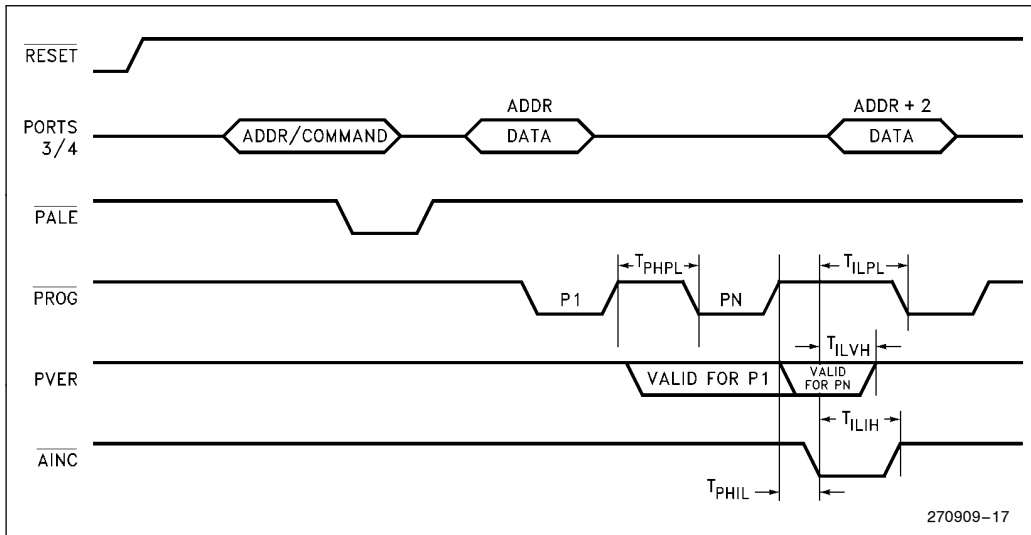 RESET
ADDR
ADDR + 2
PORTS
3/4
ADDR/COMMAND
DATA
DATA
PALE
TPHPL
TILPL
PROG
P1
PN
TILVH
PVER
VALID FOR P1
VALID
FOR PN
TILIH
AINC
TPHIL
270909–17